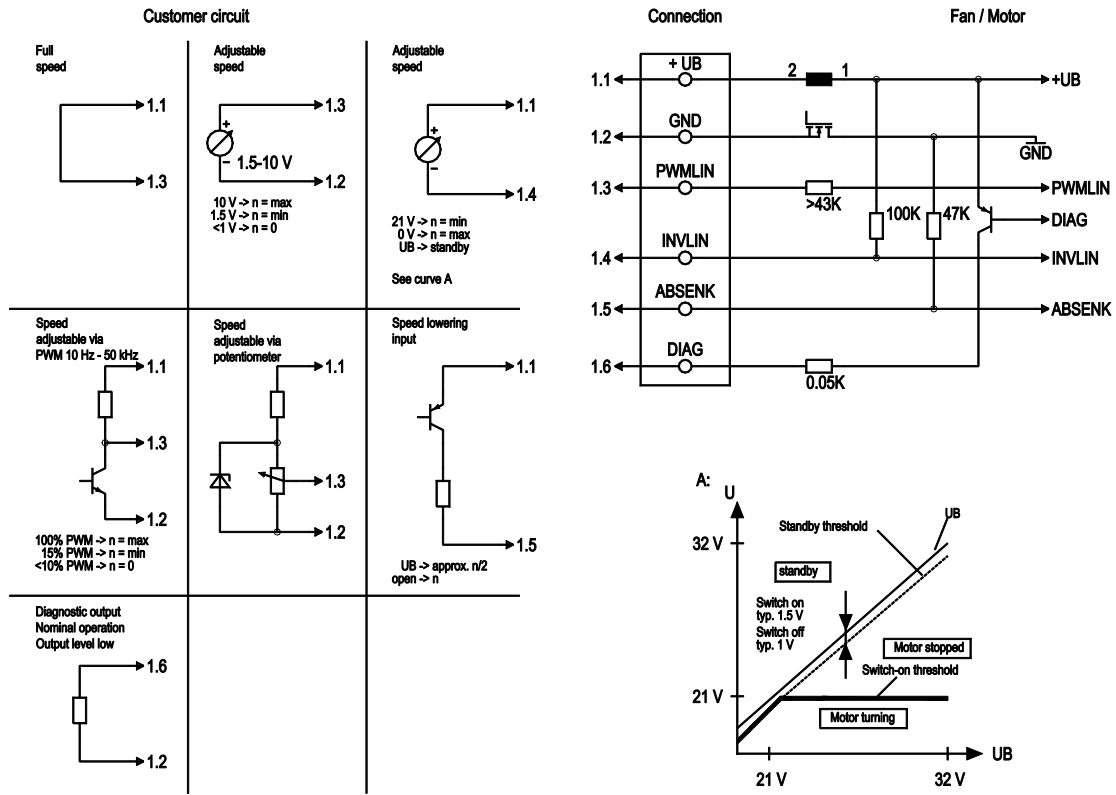 Customer circuit
Full
speed
1.1
1.3
Adjustable
speed
1.3
+
–
1.5-10 V
1.2
10 V -> n = max
1.5 V -> n = min
<1 V -> n = 0
Adjustable
speed
1.1
+
–
1.4
21 V -> n = min
0 V -> n = max
UB -> standby
See curve A
Speed
adjustable via
PWM 10 Hz - 50 kHz
1.1
1.3
1.2
100% PWM -> n = max
15% PWM -> n = min
<10% PWM -> n = 0
Speed
adjustable via
potentiometer
1.1
1.3
1.2
Speed lowering
input
1.1
1.5
UB -> approx. n/2
open -> n
Diagnostic output
Nominal operation
Output level low
1.6
1.2
Connection
Fan / Motor
1.1
+ UB
2
1
+UB
1.2
GND
GND
1.3
PWMLIN
>43K
PWMLIN
100K
47K
DIAG
1.4
INVLIN
INVLIN
1.5
ABSENK
ABSENK
1.6
DIAG
0.05K
A:
U
UB
Standby threshold
32 V
standby
Switch on
typ. 1.5 V
Switch off
typ. 1 V
Motor stopped
Switch-on threshold
21 V
Motor turning
UB
21 V
32 V